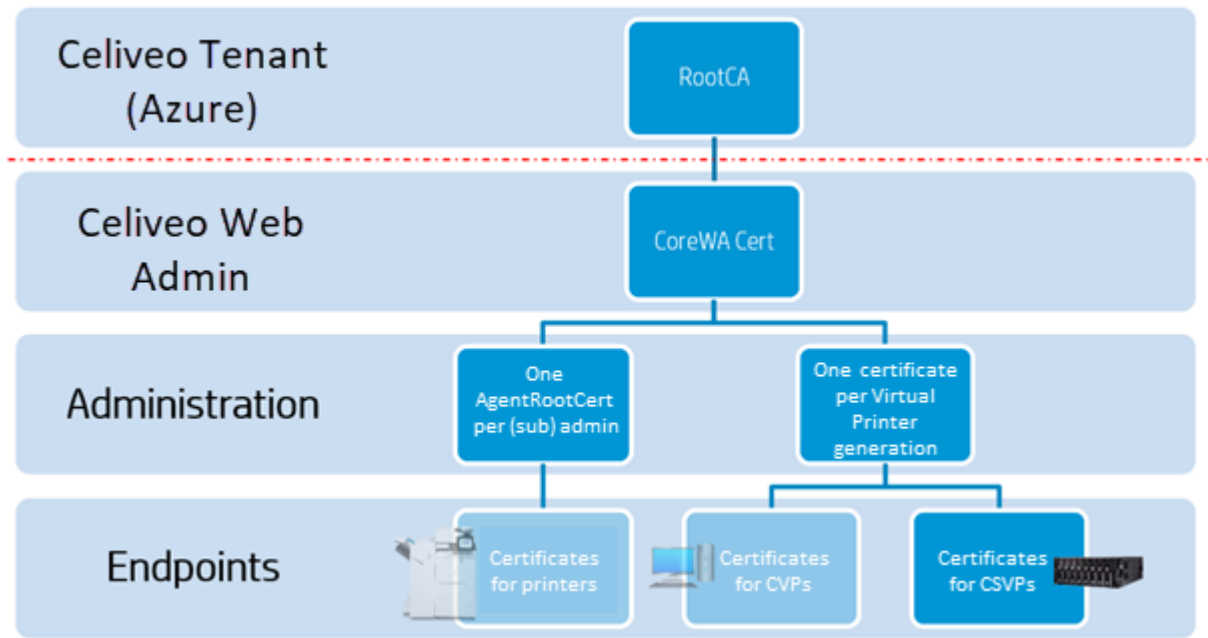 Celiveo Tenant
(Azure)
RootCA
Celiveo Web
Admin
CoreWA Cert
Administration
One
AgentRootCert
per (sub) admin
One certificate
per Virtual
Printer
generation
Endpoints
Certificates
for printers
Certificates
for CVPs
Certificates
for CSVPs